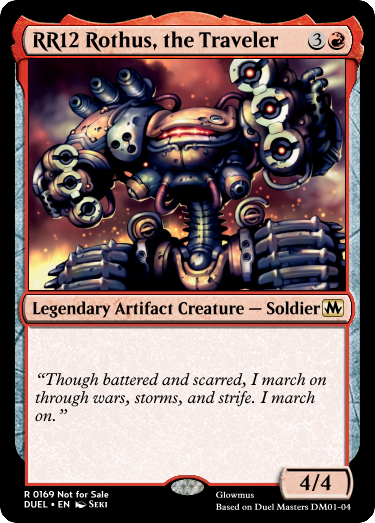 RR12 Rothus, the Traveler 3
Legendary Artifact Creature — Soldier M
“Though battered and scarred, I march on
through wars, storms, and strife. I march
on.”
4/4
R 0169 Not for Sale
DUEL • EN SEKI
Glowmus
Based on Duel Masters DM01-04